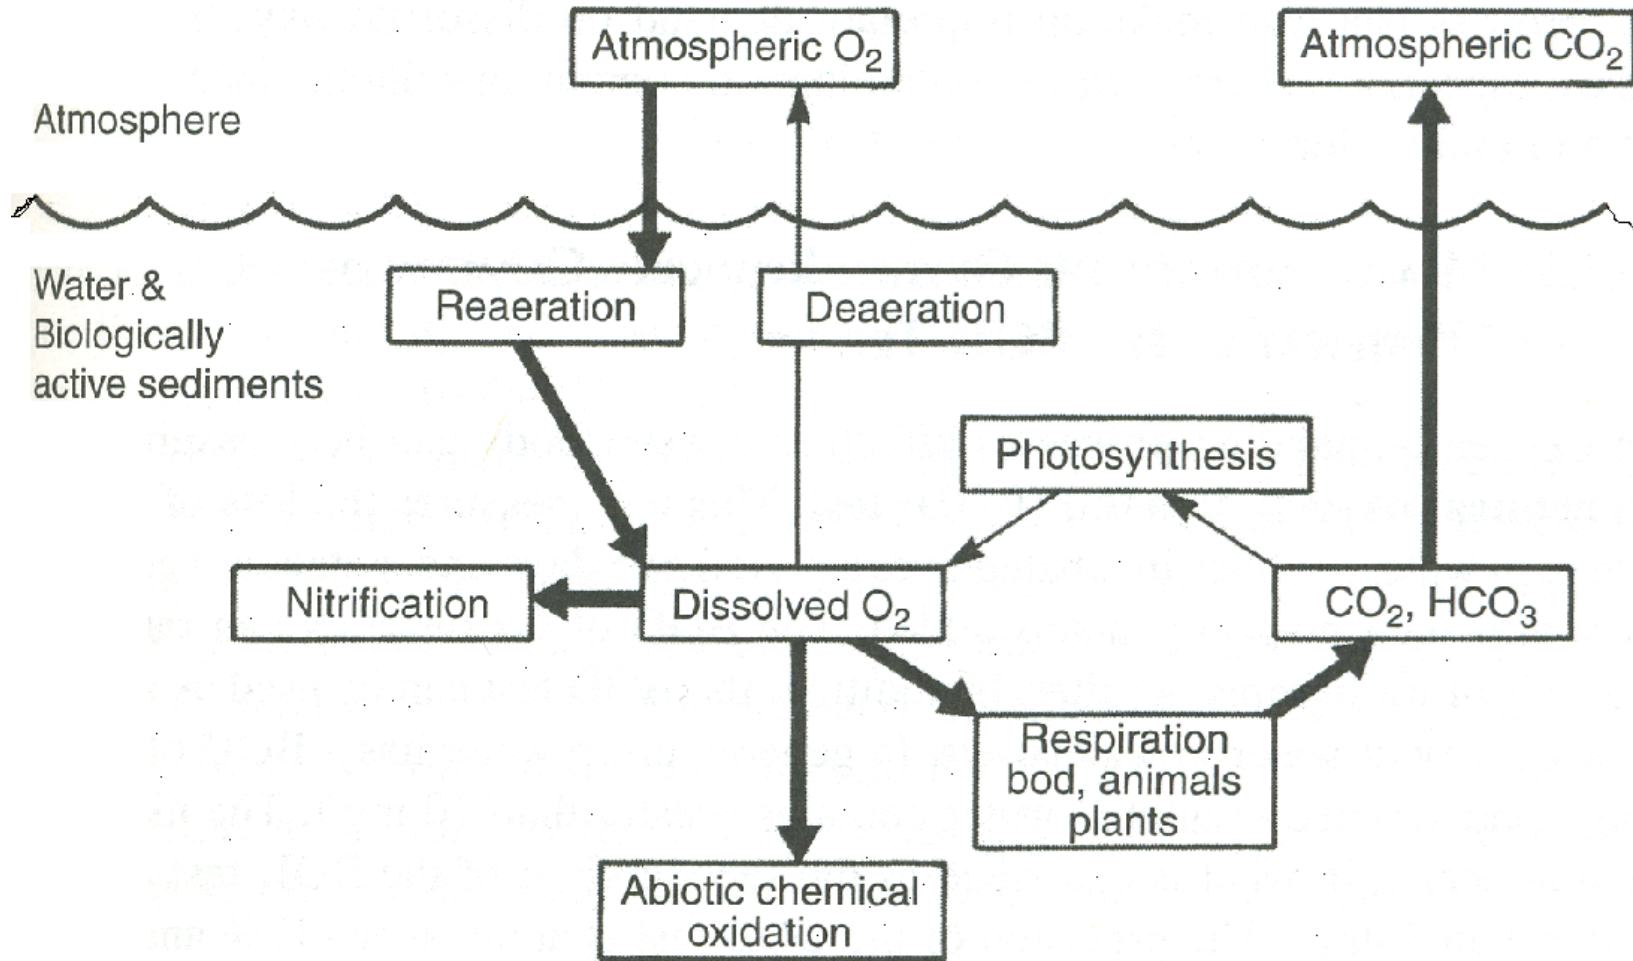 Atmospheric O₂
Atmospheric CO₂
Atmosphere
Water &
Biologically
active sediments
Reaeration
Deaeration
Photosynthesis
Nitrification
Dissolved O₂
CO₂, HCO₃
Respiration
bod, animals
plants
Abiotic chemical
oxidation